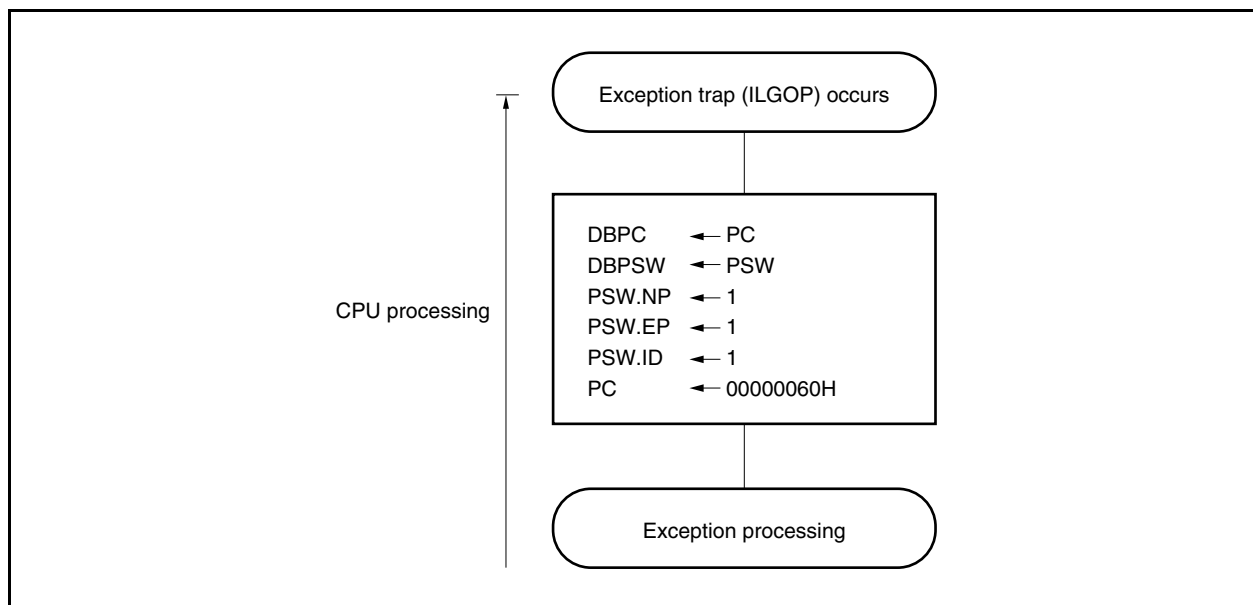 Exception trap (ILGOP) occurs
CPU processing
DBPC ← PC
DBPSW ← PSW
PSW.NP ← 1
PSW.EP ← 1
PSW.ID ← 1
PC ← 00000060H
Exception processing